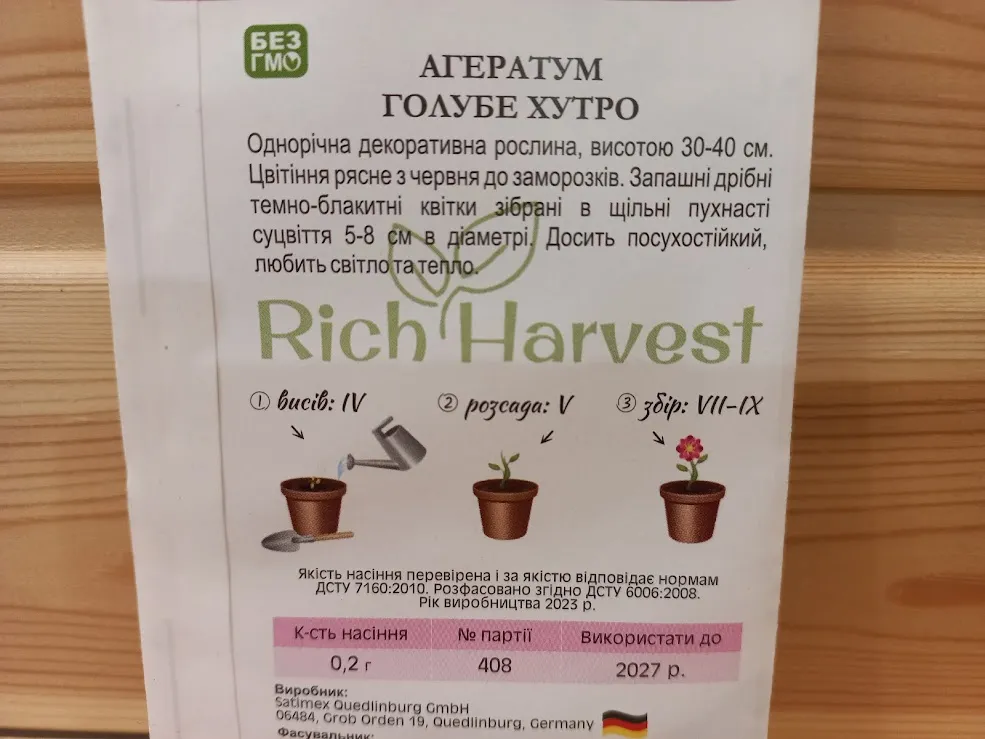 БЕЗ
ГМО
АГЕРАТУМ
ГОЛУБЕ ХУТРО
Однорічна декоративна рослина, висотою 30-40 см.
Цвітіння рясне з червня до заморозків. Запашні дрібні
темно-блакитні квітки зібрані в щільні пухнасті
суцвіття 5-8 см в діаметрі. Досить посухостійкий,
любить світло та тепло.
Rich Harvest
① висів: IV ② розсада: V ③ збір: VII-IX
Якість насіння перевірена і за якістю відповідає нормам
ДСТУ 7160:2010. Розфасовано згідно ДСТУ 6006:2008.
Рік виробництва 2023 р.
К-сть насіння № партії Використати до
0,2 г 408 2027 р.
Виробник:
Satimex Quedlinburg GmbH
06484, Grob Orden 19, Quedlinburg, Germany
Фасувальник: